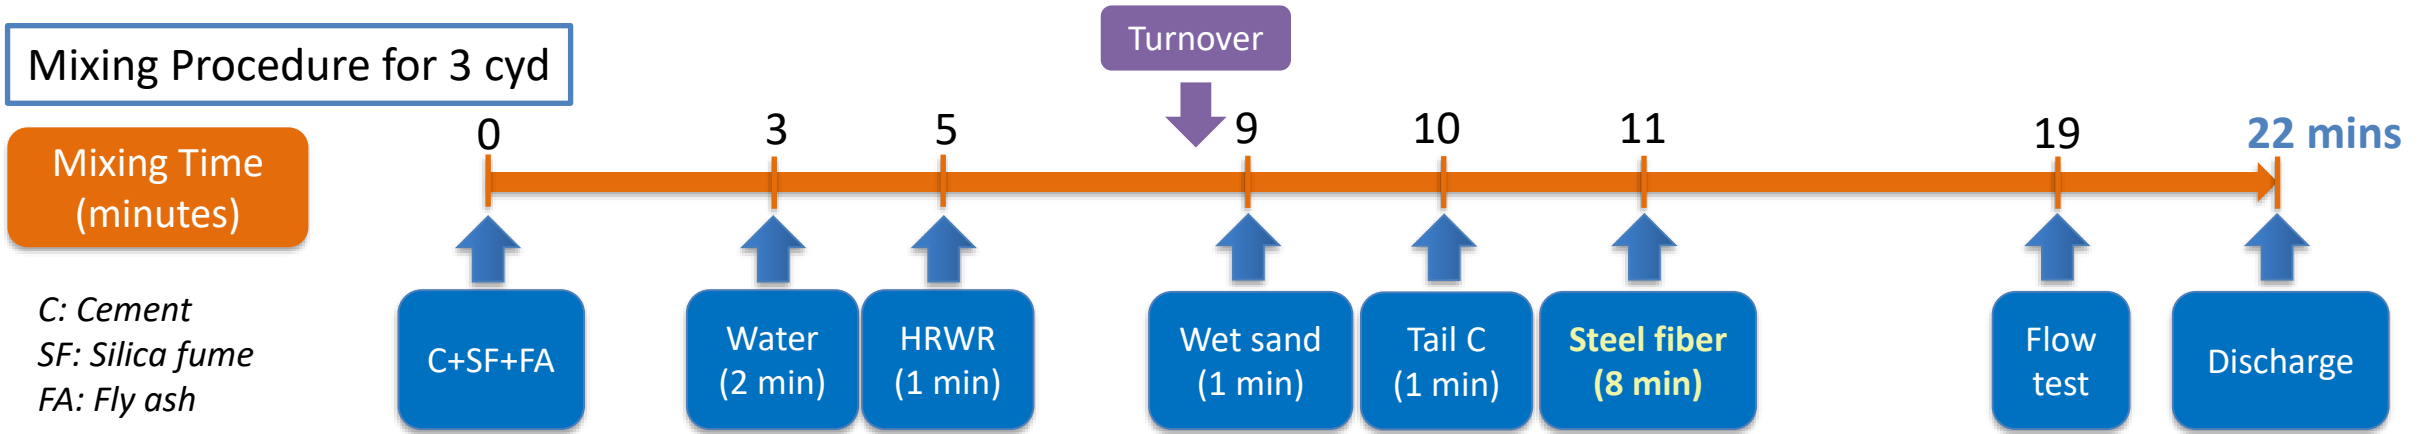 Mixing Procedure for 3 cyd
Turnover
Mixing Time
(minutes)
0
3
5
9
10
11
19
22 mins
C: Cement
SF: Silica fume
FA: Fly ash
C+SF+FA
Water
(2 min)
HRWR
(1 min)
Wet sand
(1 min)
Tail C
(1 min)
Steel fiber
(8 min)
Flow
test
Discharge